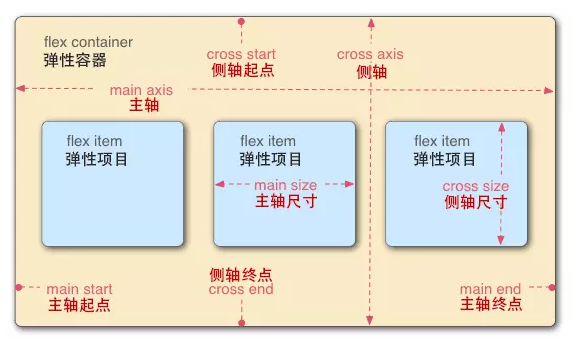 flex container
弹性容器
cross start
侧轴起点
cross axis
侧轴
main axis
主轴
flex item
弹性项目
flex item
弹性项目
main size
主轴尺寸
flex item
弹性项目
cross size
侧轴尺寸
main start
主轴起点
侧轴终点
cross end
main end
主轴终点